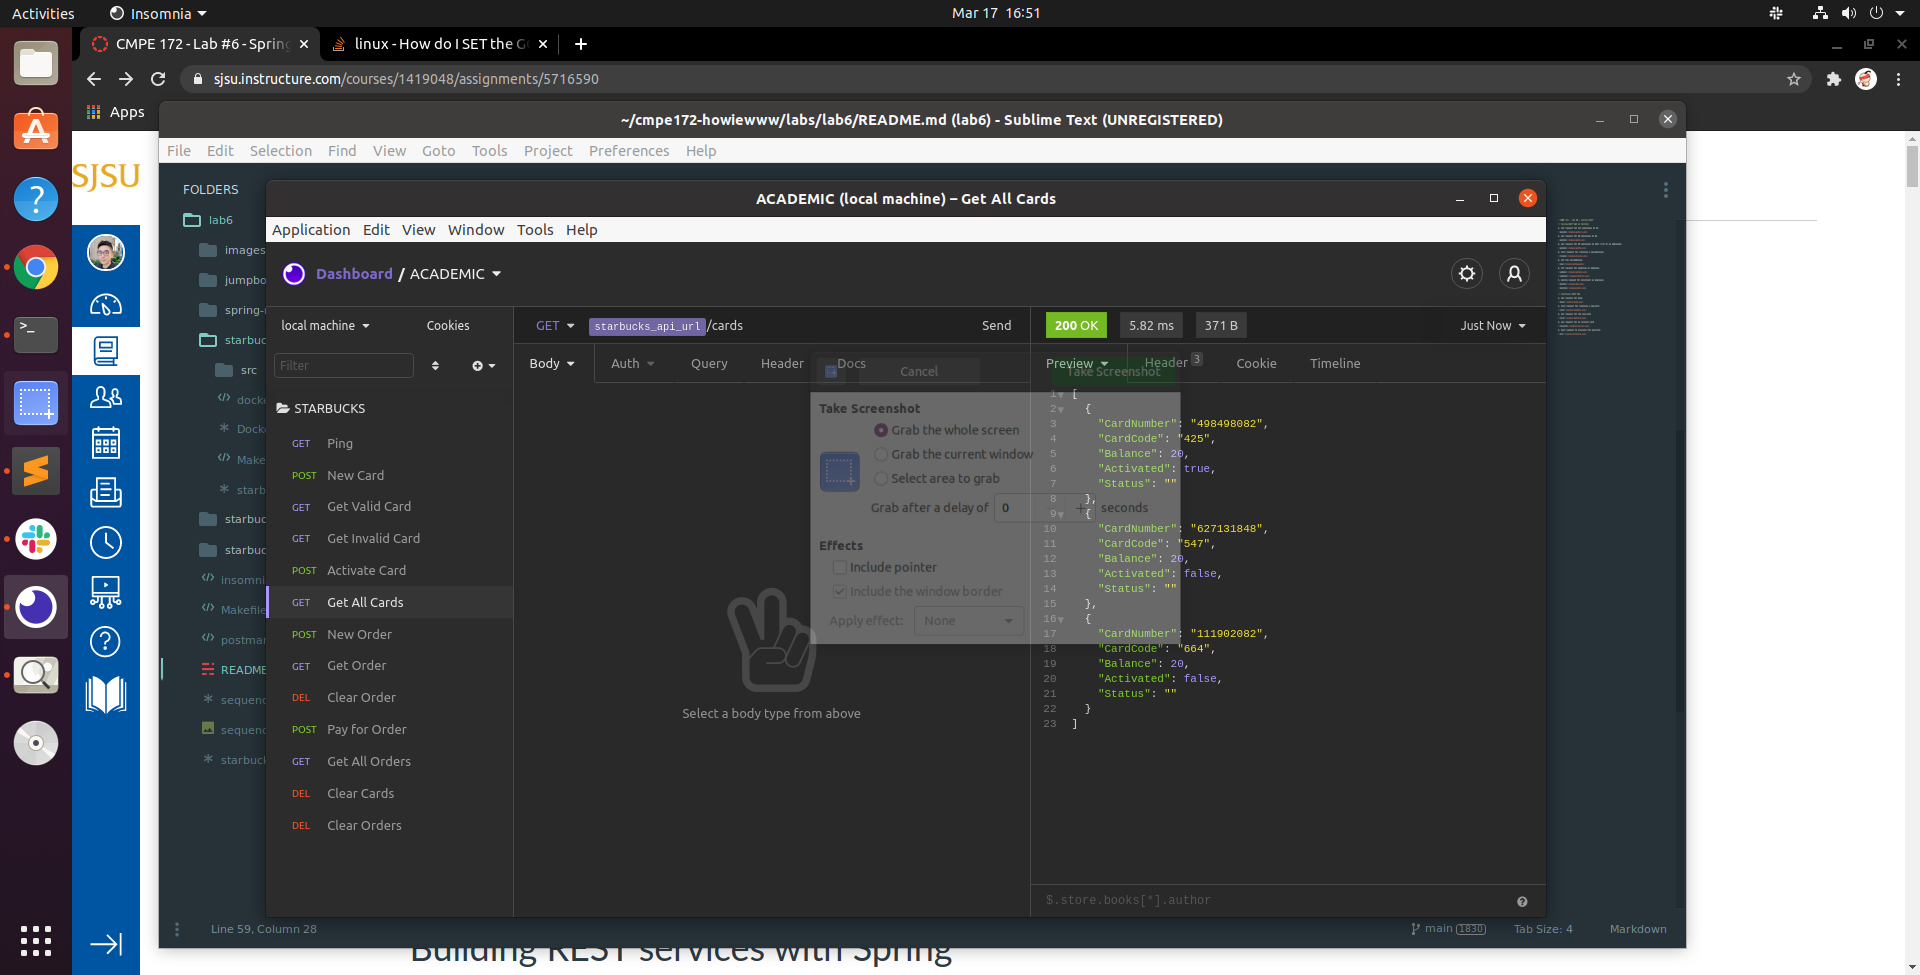 Activities
Insomnia
Mar 17 16:51
CMPE 172 - Lab #6 - Spring
linux - How do I SET the G
sjsu.instructure.com/courses/1419048/assignments/5716590
Apps
~/cmpe172-howiewww/labs/lab6/README.md (lab6) - Sublime Text (UNREGISTERED)
File Edit Selection Find View Goto Tools Project Preferences Help
SJSU
FOLDERS
lab6
images
jumpbo
spring-
starbuc
src
docke
Dock
Make
starb
starbuc
starbuc
insomni
Makefile
postmar
README
sequenc
sequenc
starbuck
ACADEMIC (local machine) – Get All Cards
Application Edit View Window Tools Help
Dashboard / ACADEMIC
local machine
Cookies
Filter
STARBUCKS
GET Ping
POST New Card
GET Get Valid Card
GET Get Invalid Card
POST Activate Card
GET Get All Cards
POST New Order
GET Get Order
DEL Clear Order
POST Pay for Order
GET Get All Orders
DEL Clear Cards
DEL Clear Orders
GET starbucks_api_url /cards Send
Body Auth Query Header Docs
Select a body type from above
200 OK 5.82 ms 371 B Just Now
Preview Header 3 Cookie Timeline
Cancel
Take Screenshot
Take Screenshot
Grab the whole screen
Grab the current window
Select area to grab
Grab after a delay of 0 + seconds
Effects
Include pointer
Include the window border
Apply effect: None
1 [
2 {
3 "CardNumber": "498498082",
4 "CardCode": "425",
5 "Balance": 20,
6 "Activated": true,
7 "Status": ""
8 },
9 {
10 "CardNumber": "627131848",
11 "CardCode": "547",
12 "Balance": 20,
13 "Activated": false,
14 "Status": ""
15 },
16 {
17 "CardNumber": "111902082",
18 "CardCode": "664",
19 "Balance": 20,
20 "Activated": false,
21 "Status": ""
22 }
23 ]
$.store.books[*].author
Line 59, Column 28
main 1830
Tab Size: 4
Markdown
Building REST services with Spring